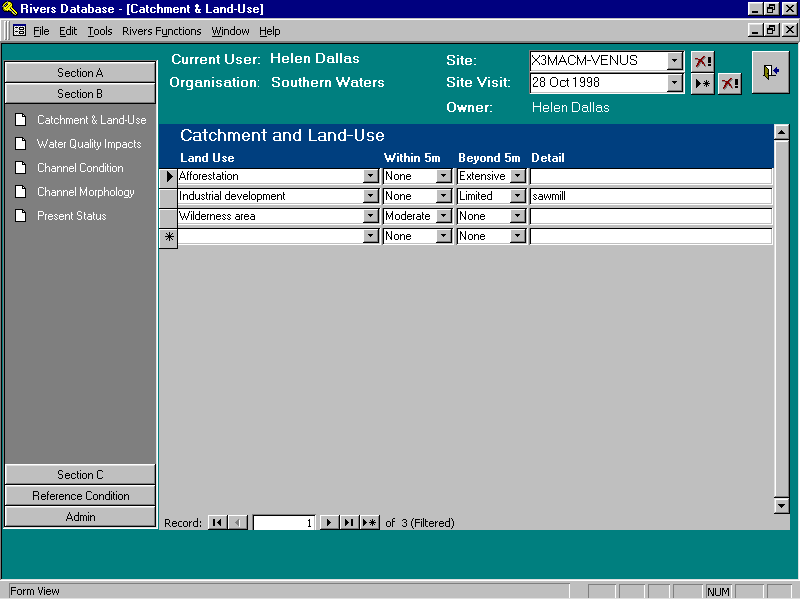 Rivers Database - [Catchment & Land-Use]
File Edit Tools Rivers Functions Window Help
Current User: Helen Dallas
Organisation: Southern Waters
Site: X3MACM-VENUS
Site Visit: 28 Oct 1998
Owner: Helen Dallas
Section A
Section B
Catchment & Land-Use
Water Quality Impacts
Channel Condition
Channel Morphology
Present Status
Section C
Reference Condition
Admin
Catchment and Land-Use
Land Use Within 5m Beyond 5m Detail
Afforestation None Extensive
Industrial development None Limited sawmill
Wilderness area Moderate None
None None
Record: 1 of 3 (Filtered)
Form View NUM